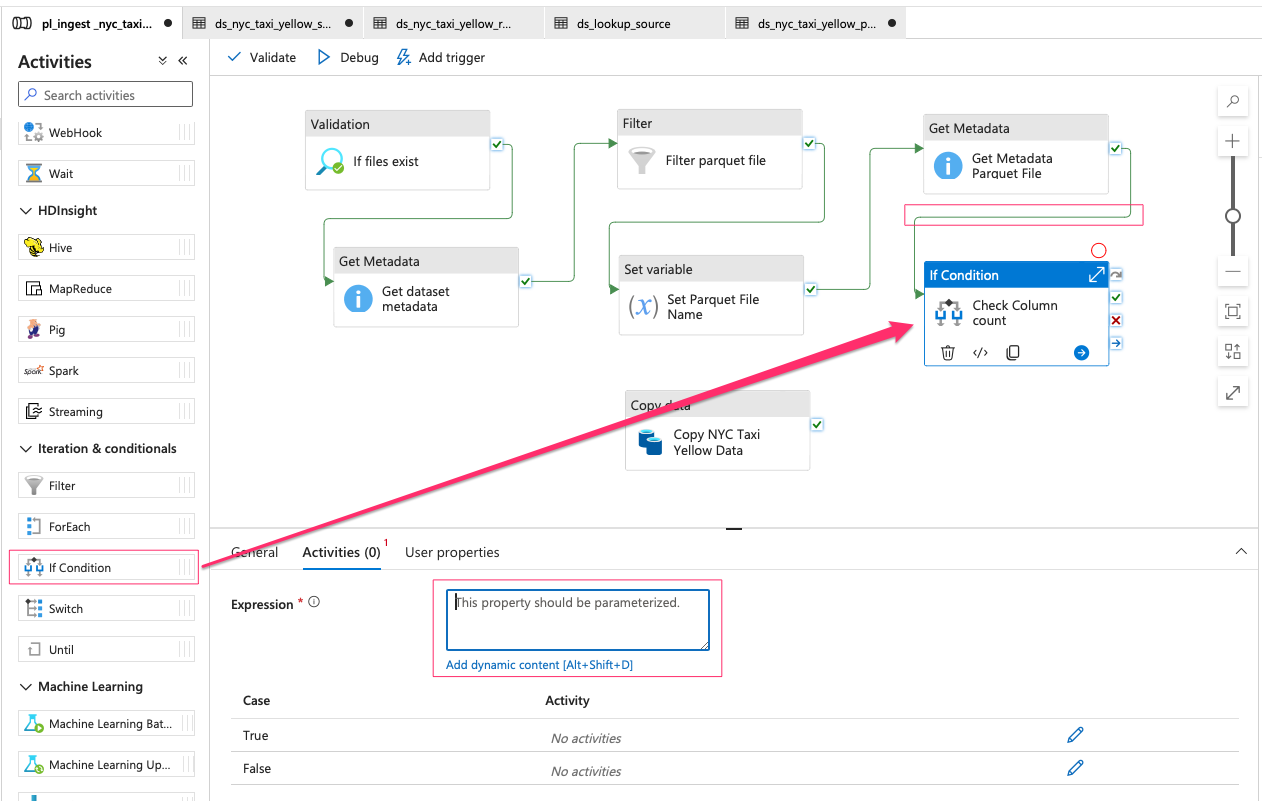 pl_ingest _nyc_taxi...
ds_nyc_taxi_yellow_s...
ds_nyc_taxi_yellow_r...
ds_lookup_source
ds_nyc_taxi_yellow_p...
Activities
Search activities
WebHook
Wait
HDInsight
Hive
MapReduce
Pig
Spark
Spark
Streaming
Iteration & conditionals
Filter
ForEach
If Condition
Switch
Until
Machine Learning
Machine Learning Bat...
Machine Learning Up...
Validate
Debug
Add trigger
Validation
If files exist
Get Metadata
Get dataset
metadata
Filter
Filter parquet file
Set variable
(x)
Set Parquet File
Name
Get Metadata
Get Metadata
Parquet File
If Condition
Check Column
count
Copy data
Copy NYC Taxi
Yellow Data
General
Activities (0)
1
User properties
Expression *
This property should be parameterized.
Add dynamic content [Alt+Shift+D]
Case
Activity
True
No activities
False
No activities